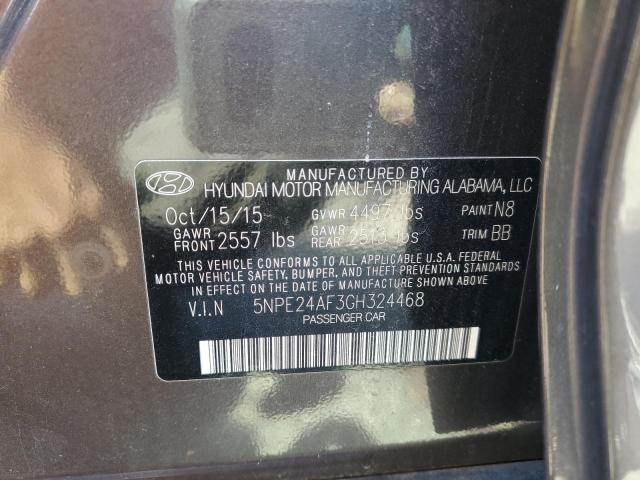 MANUFACTURED BY
HYUNDAI MOTOR MANUFACTURING ALABAMA, LLC
Oct/15/15 GVWR 4497 lbs PAINT N8
GAWR FRONT 2557 lbs GAWR REAR 2513 lbs TRIM BB
THIS VEHICLE CONFORMS TO ALL APPLICABLE U.S.A. FEDERAL
MOTOR VEHICLE SAFETY, BUMPER, AND THEFT PREVENTION STANDARDS
IN EFFECT ON THE DATE OF MANUFACTURE SHOWN ABOVE.
V.I.N 5NPE24AF3GH324468
PASSENGER CAR